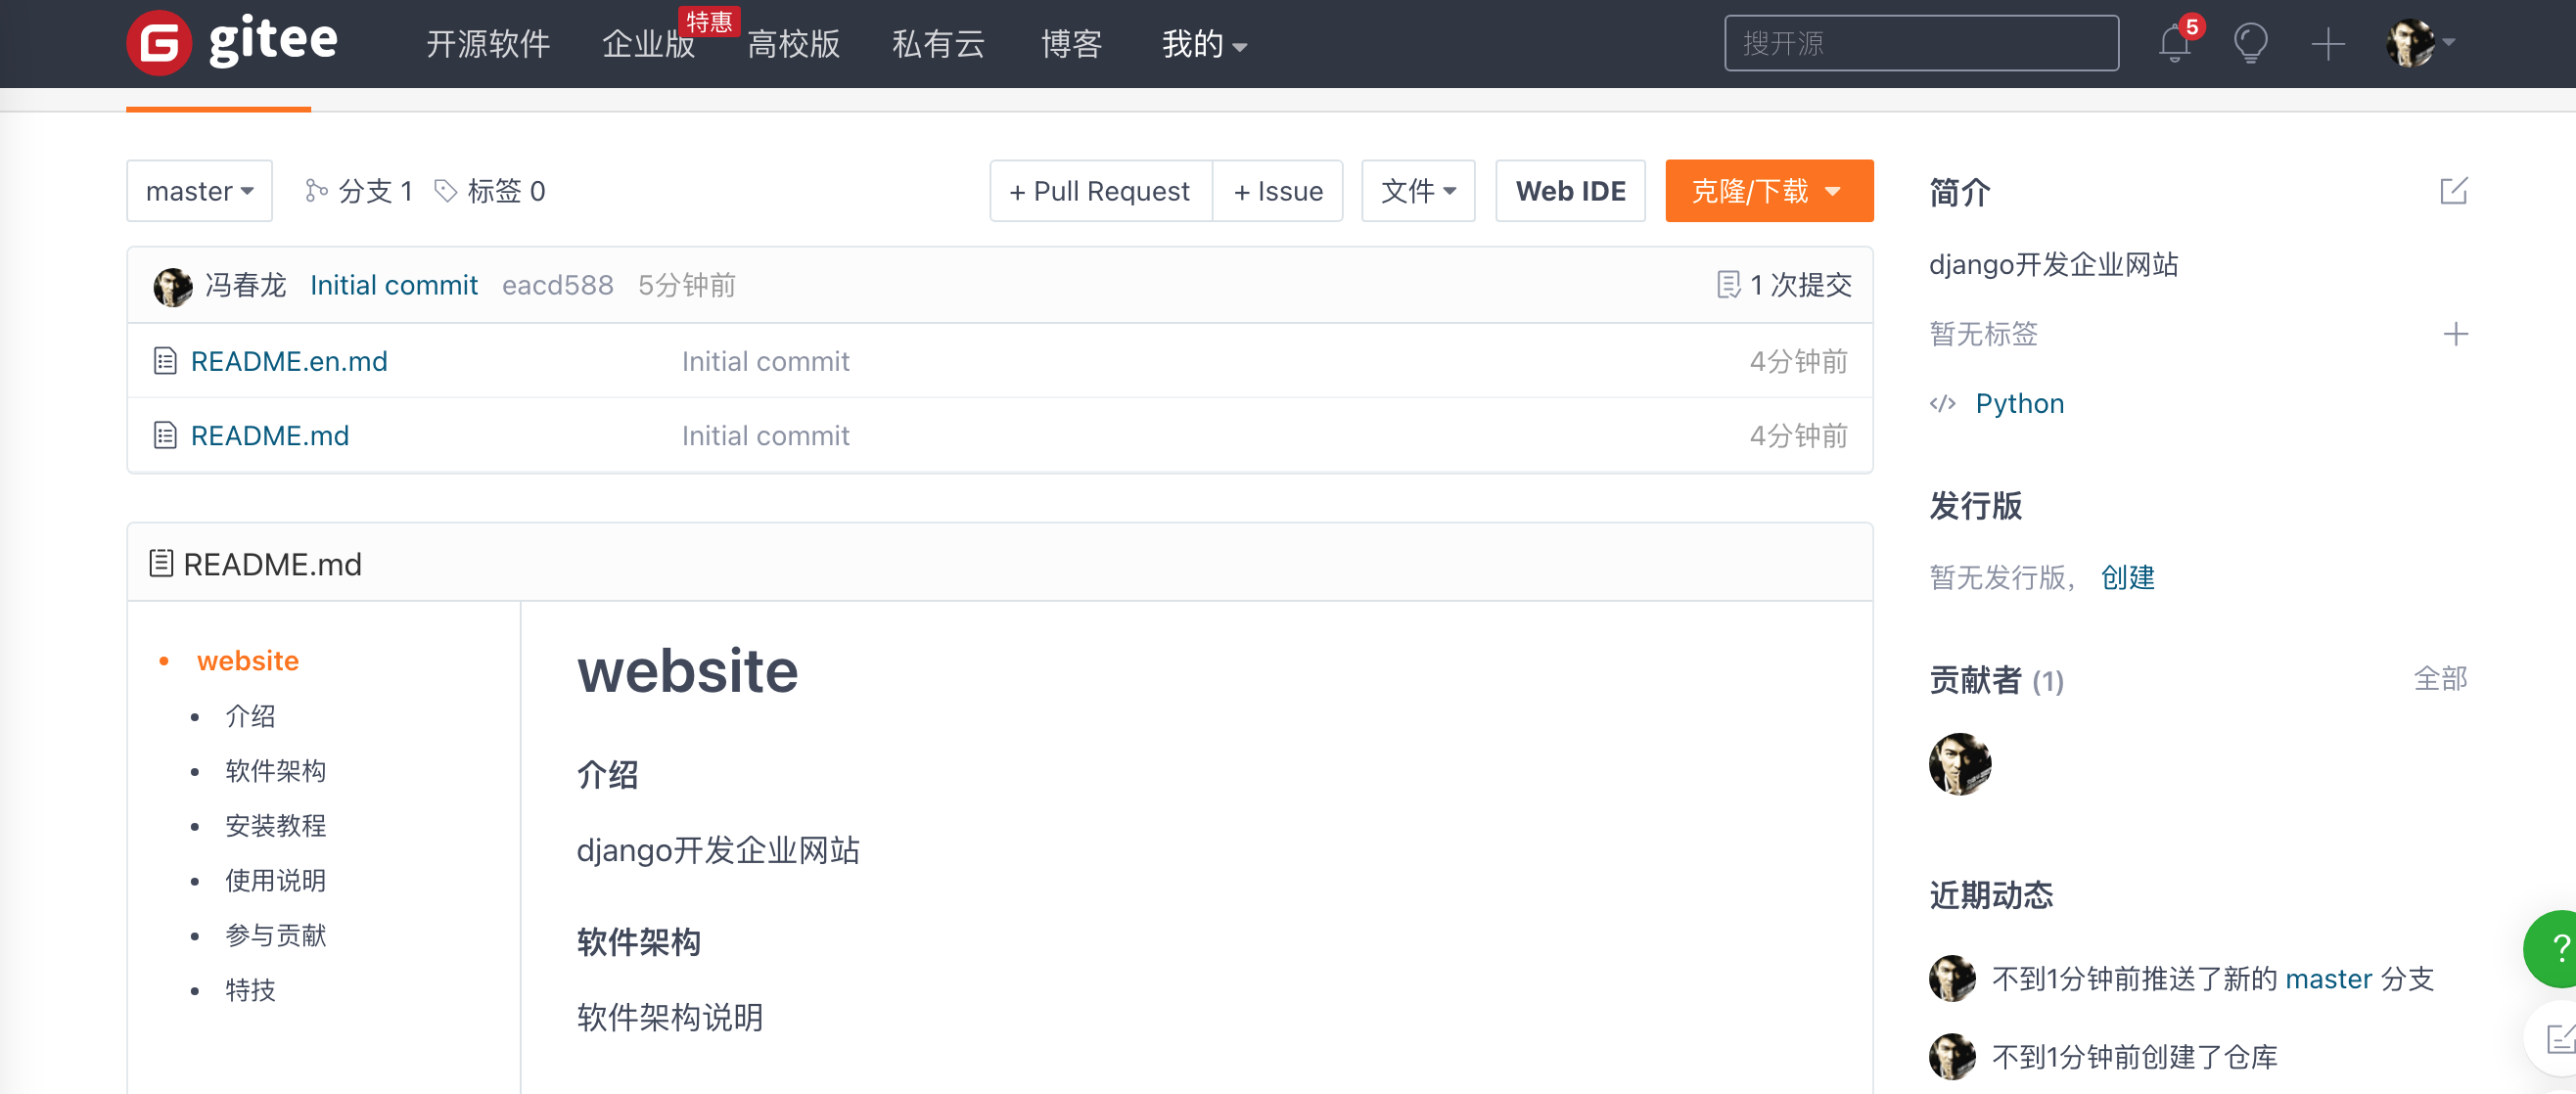 gitee 开源软件 企业版 特惠 高校版 私有云 博客 我的 搜开源 5
master 分支 1 标签 0 + Pull Request + Issue 文件 Web IDE 克隆/下载
冯春龙 Initial commit eacd588 5分钟前 1 次提交
README.en.md Initial commit 4分钟前
README.md Initial commit 4分钟前
README.md
website
介绍
软件架构
安装教程
使用说明
参与贡献
特技
website
介绍
django开发企业网站
软件架构
软件架构说明
简介
django开发企业网站
暂无标签
</> Python
发行版
暂无发行版， 创建
贡献者 (1) 全部
近期动态
不到1分钟前推送了新的 master 分支
不到1分钟前创建了仓库
?